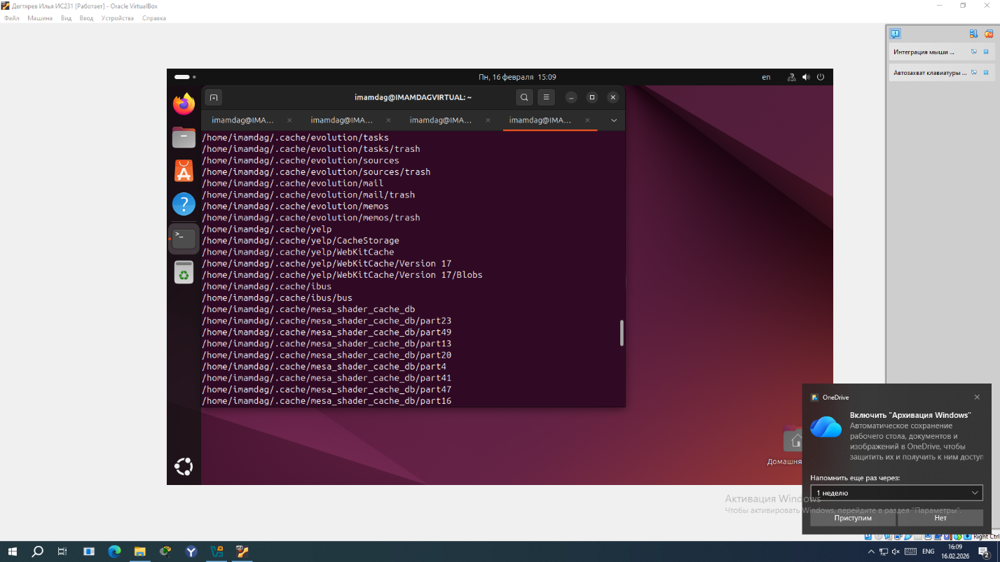 Дегтярев Илья ИС231 [Работает] - Oracle VirtualBox
Файл Машина Вид Ввод Устройства Справка
Интеграция мыши ...
Автозахват клавиатуры ...
Пн, 16 февраля 15:09
en
imamdag@IMAMDAGVIRTUAL: ~
imamdag@IMA... imamdag@IMA... imamdag@IMA... imamdag@IMA...
/home/imamdag/.cache/evolution/tasks
/home/imamdag/.cache/evolution/tasks/trash
/home/imamdag/.cache/evolution/sources
/home/imamdag/.cache/evolution/sources/trash
/home/imamdag/.cache/evolution/mail
/home/imamdag/.cache/evolution/mail/trash
/home/imamdag/.cache/evolution/memos
/home/imamdag/.cache/evolution/memos/trash
/home/imamdag/.cache/yelp
/home/imamdag/.cache/yelp/CacheStorage
/home/imamdag/.cache/yelp/WebKitCache
/home/imamdag/.cache/yelp/WebKitCache/Version 17
/home/imamdag/.cache/yelp/WebKitCache/Version 17/Blobs
/home/imamdag/.cache/ibus
/home/imamdag/.cache/ibus/bus
/home/imamdag/.cache/mesa_shader_cache_db
/home/imamdag/.cache/mesa_shader_cache_db/part23
/home/imamdag/.cache/mesa_shader_cache_db/part49
/home/imamdag/.cache/mesa_shader_cache_db/part13
/home/imamdag/.cache/mesa_shader_cache_db/part20
/home/imamdag/.cache/mesa_shader_cache_db/part4
/home/imamdag/.cache/mesa_shader_cache_db/part41
/home/imamdag/.cache/mesa_shader_cache_db/part47
/home/imamdag/.cache/mesa_shader_cache_db/part16
Домашня
OneDrive
Включить "Архивация Windows"
Автоматическое сохранение
рабочего стола, документов и
изображений в OneDrive, чтобы
защитить их и получить к ним доступ
Напомнить еще раз через:
1 неделю
Приступим Нет
Активация Windows
Чтобы активировать Windows, перейдите в раздел "Параметры".
Right Ctrl
ENG
16:09
16.02.2026
2